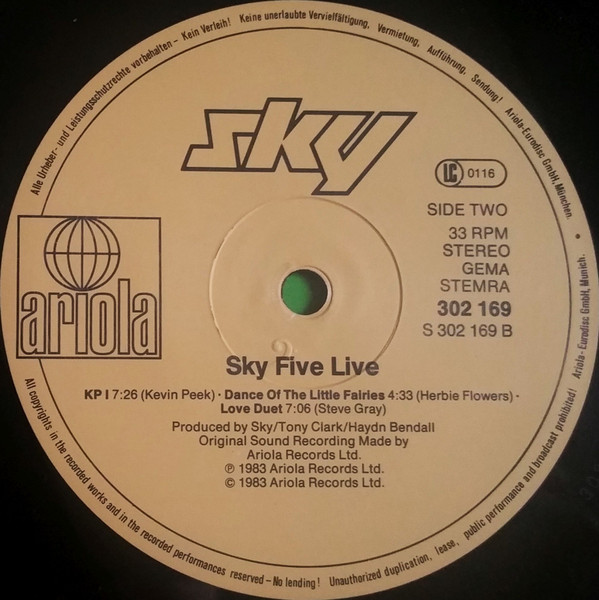 Alle Urheber- und Leistungsschutzrechte vorbehalten – Kein Verleih! Keine unerlaubte Vervielfältigung, Vermietung, Aufführung, Sendung! Ariola-Eurodisc GmbH, München.
sky
LC 0116
SIDE TWO
33 RPM
STEREO
GEMA
STEMRA
302 169
S 302 169 B
ariola
Sky Five Live
KP I 7:26 (Kevin Peek) · Dance Of The Little Fairies 4:33 (Herbie Flowers) ·
Love Duet 7:06 (Steve Gray)
Produced by Sky/Tony Clark/Haydn Bendall
Original Sound Recording Made by
Ariola Records Ltd.
℗ 1983 Ariola Records Ltd.
© 1983 Ariola Records Ltd.
All copyrights in the recorded works and in the recorded performances reserved – No lending! Unauthorized duplication, lease, public performance and broadcast prohibited! Ariola-Eurodisc GmbH, Munich.